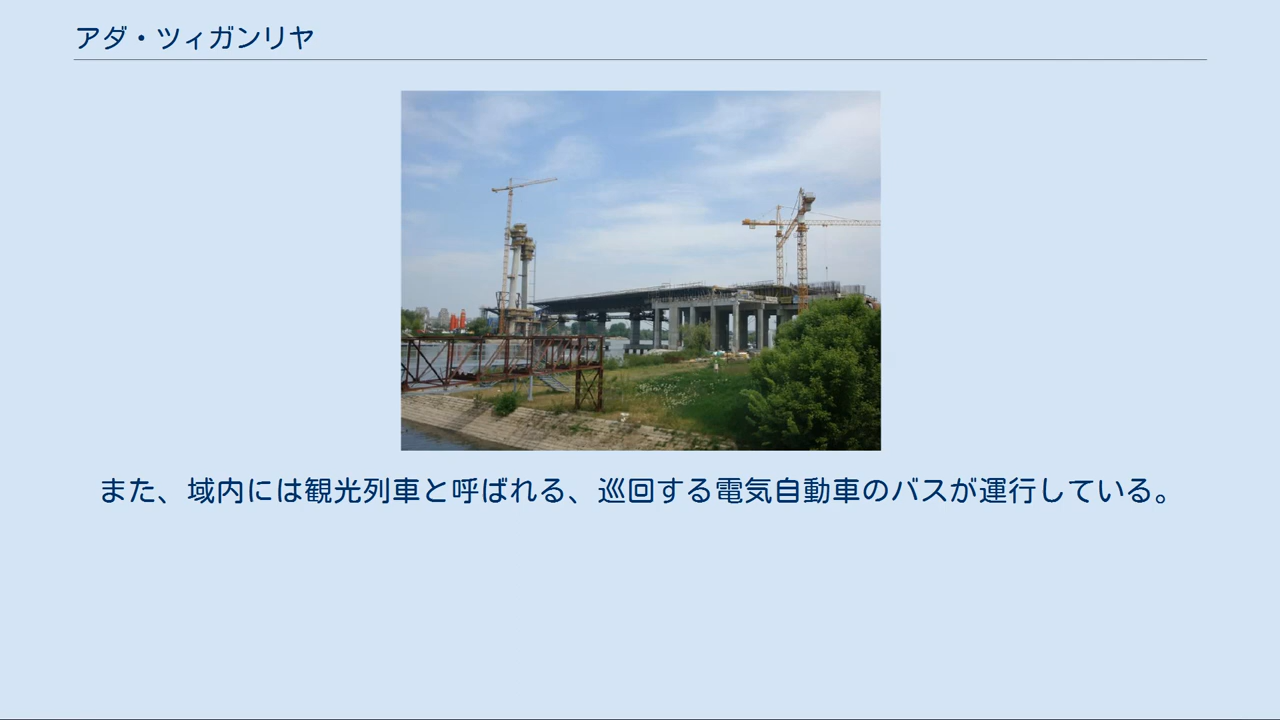 アダ・ツィガンリヤ
また、域内には観光列車と呼ばれる、巡回する電気自動車のバスが運行している。